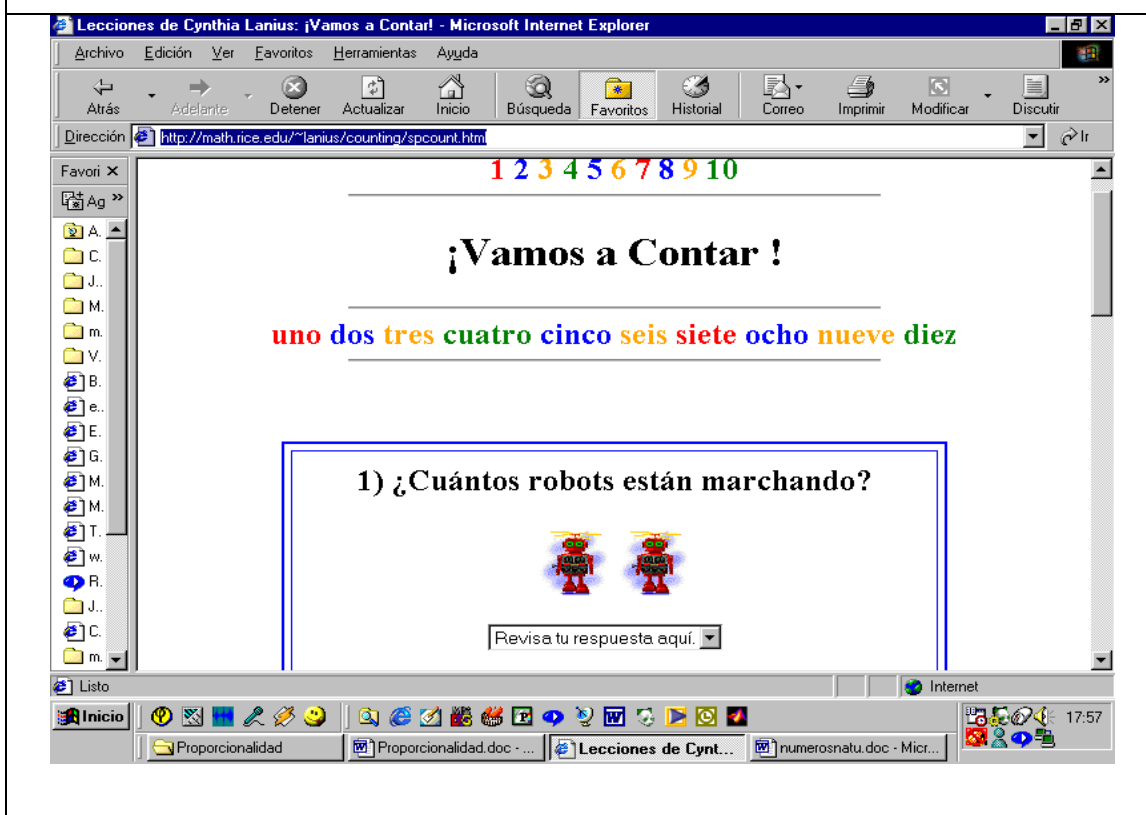 Lecciones de Cynthia Lanius: ¡Vamos a Contar! - Microsoft Internet Explorer
Archivo Edición Ver Favoritos Herramientas Ayuda
Atrás Adelante Detener Actualizar Inicio Búsqueda Favoritos Historial Correo Imprimir Modificar Discutir »
Dirección http://math.rice.edu/~lanius/counting/spcount.htm Ir
Favori
Ag »
A.
C.
J..
M.
m.
V.
B.
e..
E.
G.
M.
M.
T.
w.
R.
J..
C.
m.
1 2 3 4 5 6 7 8 9 10
¡Vamos a Contar !
uno dos tres cuatro cinco seis siete ocho nueve diez
1) ¿Cuántos robots están marchando?
Revisa tu respuesta aquí.
Listo Internet
Inicio 17:57
Proporcionalidad Proporcionalidad.doc - ... Lecciones de Cynt... numerosnatu.doc - Micr...